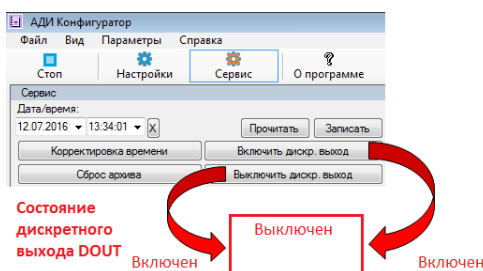 АДИ Конфигуратор
Файл Вид Параметры Справка
Стоп Настройки Сервис О программе
Сервис
Дата/время:
12.07.2016 13:34:01 X Прочитать Записать
Корректировка времени Включить дискр. выход
Сброс архива Выключить дискр. выход
Состояние
дискретного
выхода DOUT
Выключен
Включен Включен